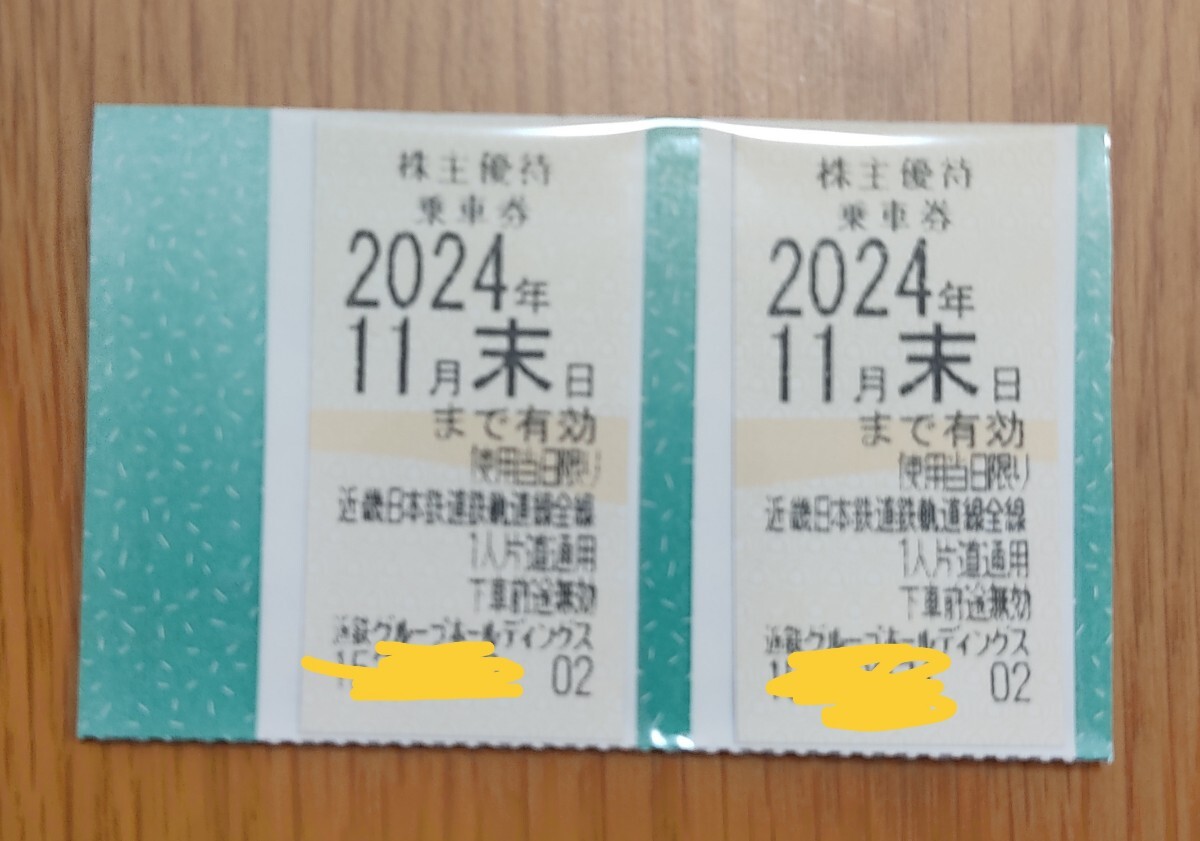 株主優待
乗車券
2024年
11月末日
まで有効
使用当日限り
近畿日本鉄道鉄軌道線全線
1人片道通用
下車前途無効
近鉄グループホールディングス
02
株主優待
乗車券
2024年
11月末日
まで有効
使用当日限り
近畿日本鉄道鉄軌道線全線
1人片道通用
下車前途無効
近鉄グループホールディングス
02